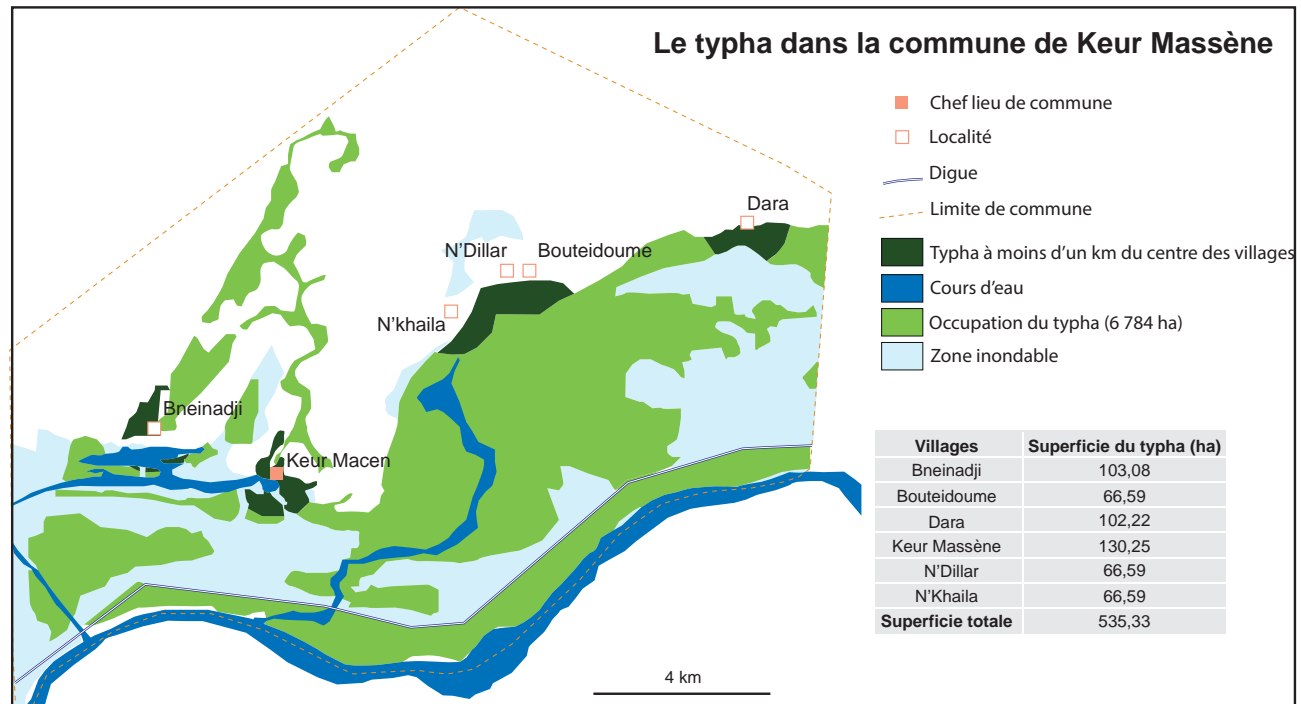 Le typha dans la commune de Keur Massène
Chef lieu de commune
Localité
Digue
Limite de commune
Typha à moins d'un km du centre des villages
Cours d'eau
Occupation du typha (6 784 ha)
Zone inondable
Dara
N'Dillar Bouteidoume
N'khaila
Bneinadji
Keur Macen
Villages Superficie du typha (ha)
Bneinadji 103,08
Bouteidoume 66,59
Dara 102,22
Keur Massène 130,25
N'Dillar 66,59
N'Khaila 66,59
Superficie totale 535,33
4 km